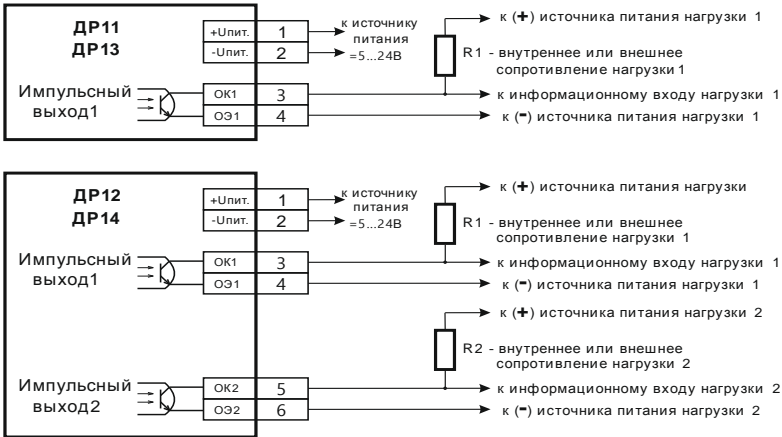 ДР11
ДР13
+Uпит. 1 к источнику питания
-Uпит. 2 =5...24В
Импульсный
выход1
ОК1 3
ОЭ1 4
к (+) источника питания нагрузки 1
R1 - внутреннее или внешнее
сопротивление нагрузки 1
к информационному входу нагрузки 1
к (-) источника питания нагрузки 1
ДР12
ДР14
+Uпит. 1 к источнику питания
-Uпит. 2 =5...24В
Импульсный
выход1
ОК1 3
ОЭ1 4
к (+) источника питания нагрузки
R1 - внутреннее или внешнее
сопротивление нагрузки 1
к информационному входу нагрузки 1
к (-) источника питания нагрузки 1
к (+) источника питания нагрузки 2
R2 - внутреннее или внешнее
сопротивление нагрузки 2
Импульсный
выход2
ОК2 5
ОЭ2 6
к информационному входу нагрузки 2
к (-) источника питания нагрузки 2